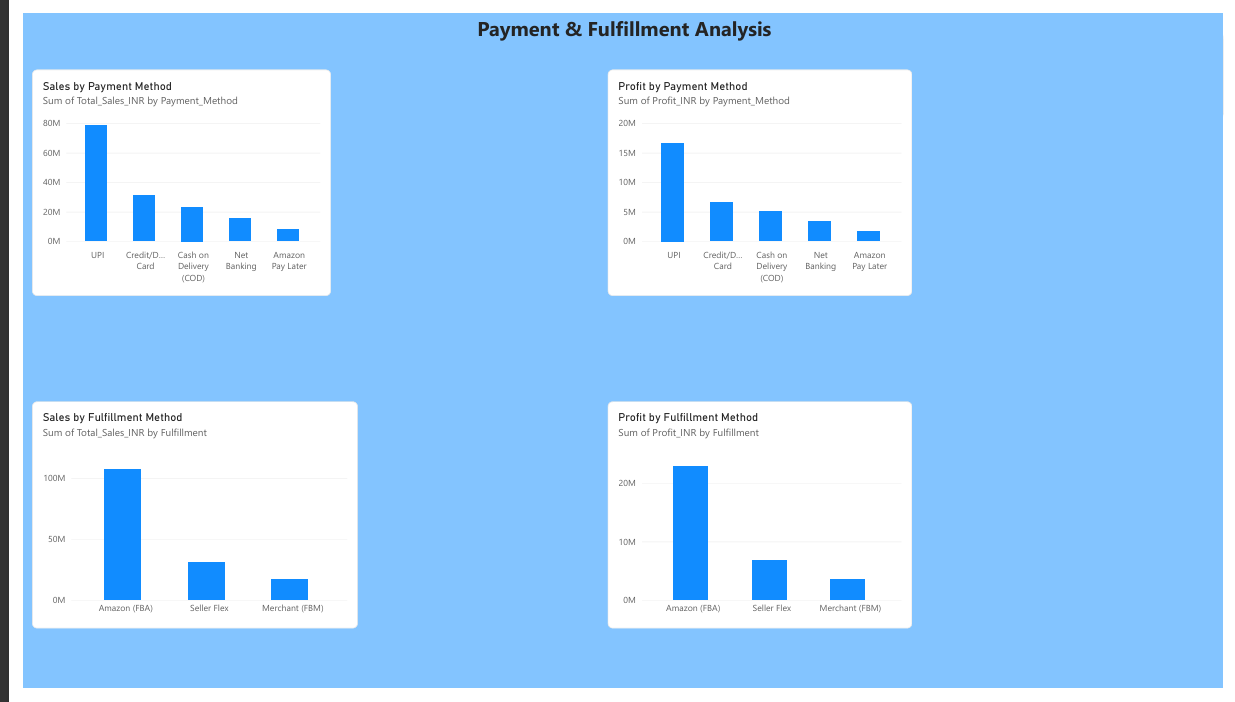 Payment & Fulfillment Analysis
Sales by Payment Method
Sum of Total_Sales_INR by Payment_Method
80M
60M
40M
20M
0M
UPI
Credit/D...
Card
Cash on
Delivery
(COD)
Net
Banking
Amazon
Pay Later
Profit by Payment Method
Sum of Profit_INR by Payment_Method
20M
15M
10M
5M
0M
UPI
Credit/D...
Card
Cash on
Delivery
(COD)
Net
Banking
Amazon
Pay Later
Sales by Fulfillment Method
Sum of Total_Sales_INR by Fulfillment
100M
50M
0M
Amazon (FBA)
Seller Flex
Merchant (FBM)
Profit by Fulfillment Method
Sum of Profit_INR by Fulfillment
20M
10M
0M
Amazon (FBA)
Seller Flex
Merchant (FBM)